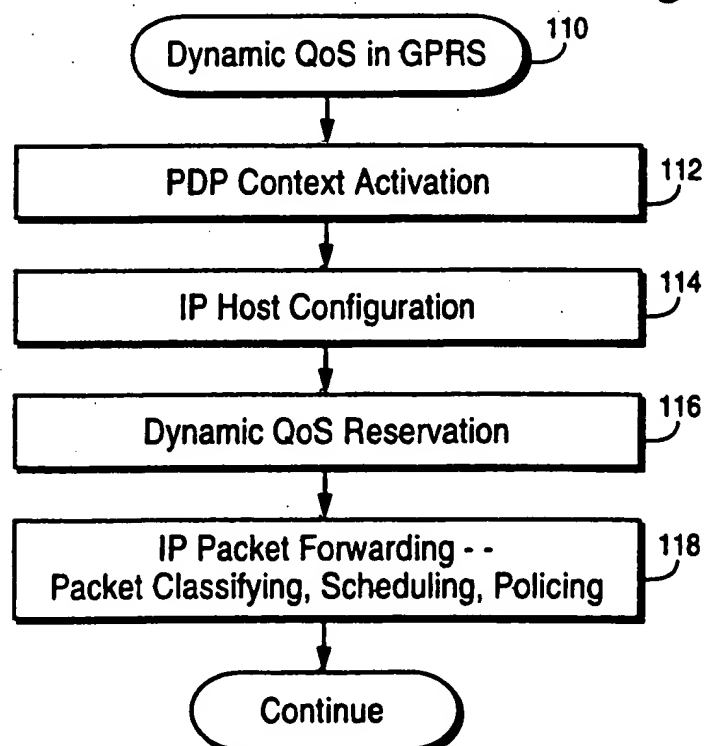 Dynamic QoS in GPRS
110
PDP Context Activation
112
IP Host Configuration
114
Dynamic QoS Reservation
116
IP Packet Forwarding - -
Packet Classifying, Scheduling, Policing
118
Continue